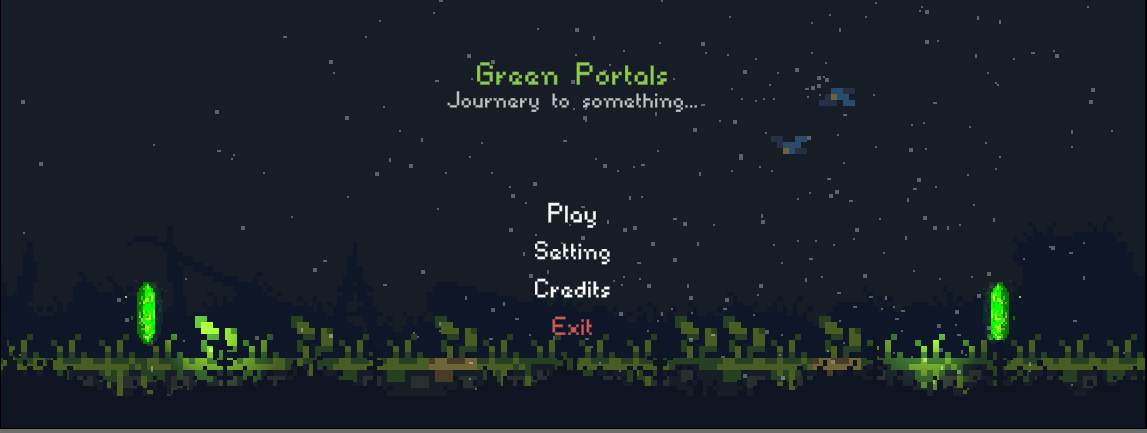 Green Portals
Journery to something...
Play
Setting
Credits
Exit